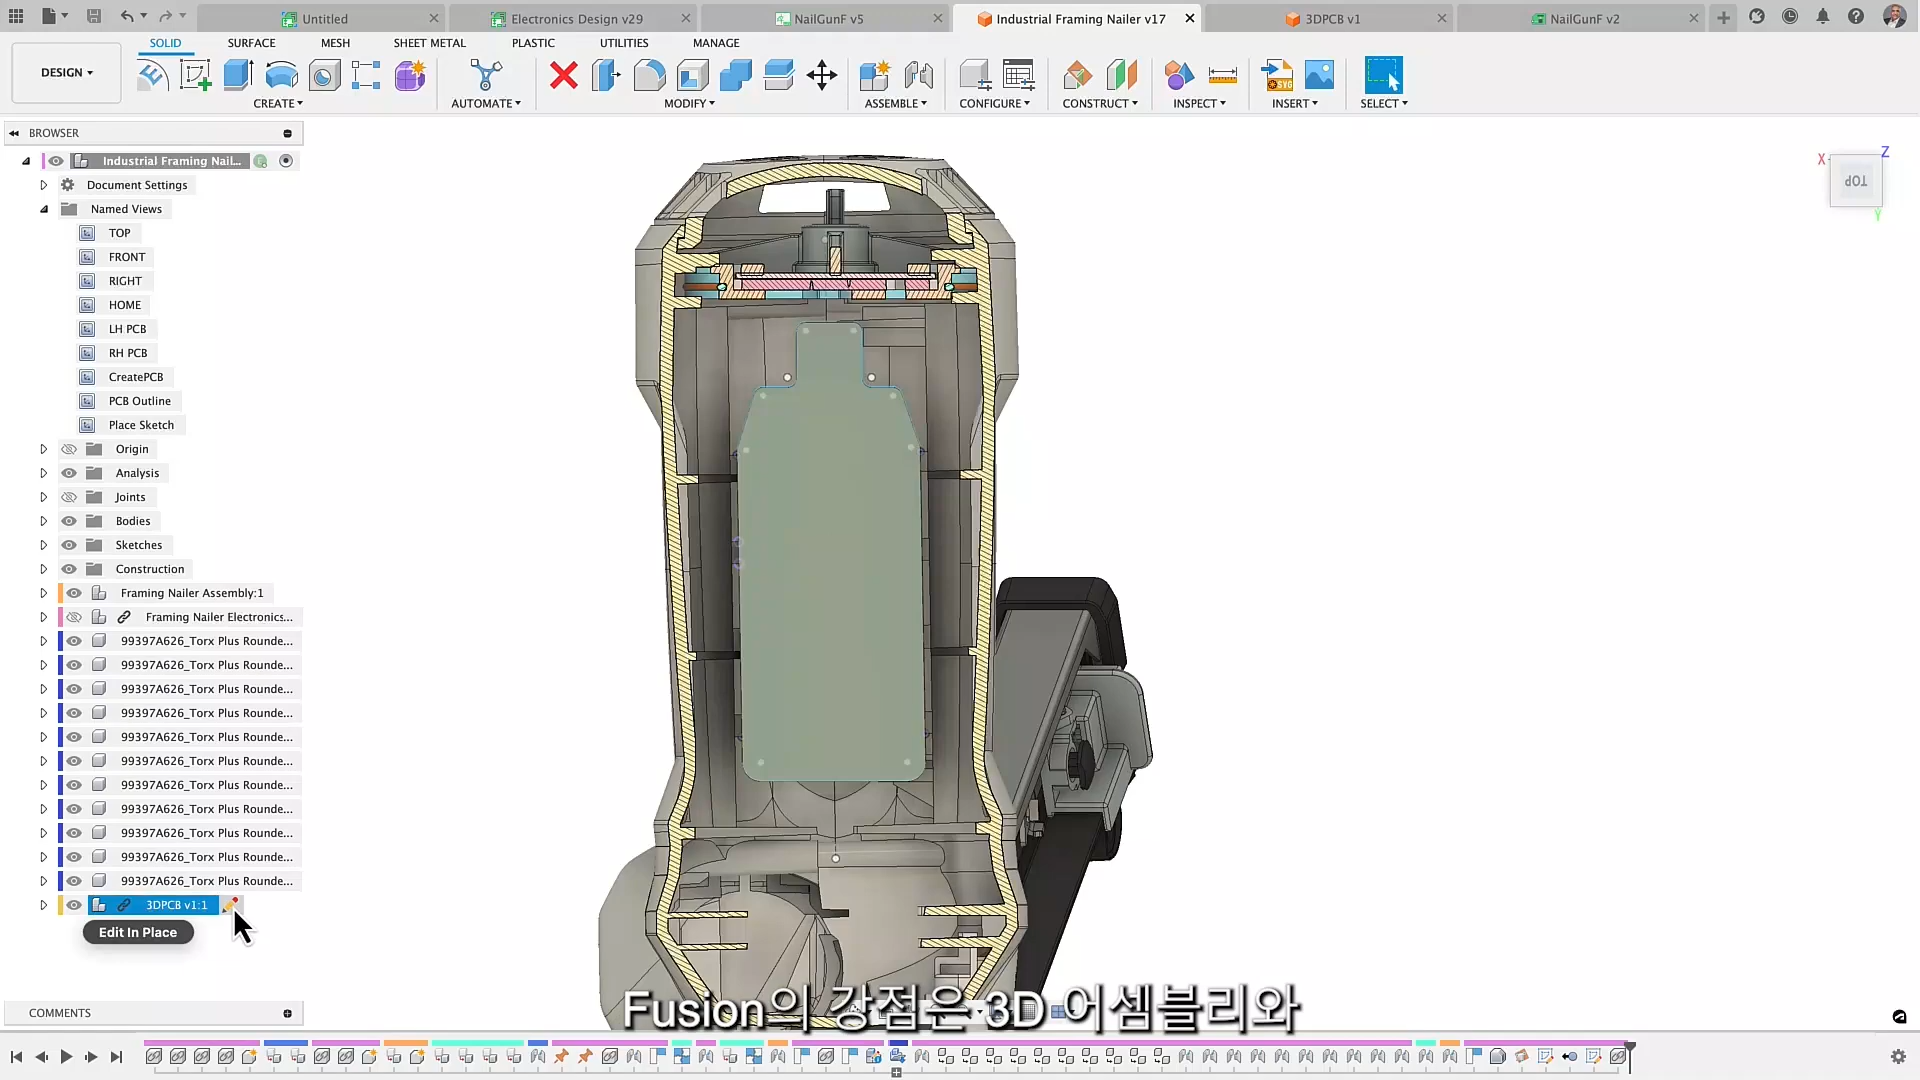 Untitled
Electronics Design v29
NailGunF v5
Industrial Framing Nailer v17
3DPCB v1
NailGunF v2
DESIGN
SOLID
SURFACE
MESH
SHEET METAL
PLASTIC
UTILITIES
MANAGE
CREATE
AUTOMATE
MODIFY
ASSEMBLE
CONFIGURE
CONSTRUCT
INSPECT
INSERT
SELECT
BROWSER
Industrial Framing Nail...
Document Settings
Named Views
TOP
FRONT
RIGHT
HOME
LH PCB
RH PCB
CreatePCB
PCB Outline
Place Sketch
Origin
Analysis
Joints
Bodies
Sketches
Construction
Framing Nailer Assembly:1
Framing Nailer Electronics...
99397A626_Torx Plus Rounde...
99397A626_Torx Plus Rounde...
99397A626_Torx Plus Rounde...
99397A626_Torx Plus Rounde...
99397A626_Torx Plus Rounde...
99397A626_Torx Plus Rounde...
99397A626_Torx Plus Rounde...
99397A626_Torx Plus Rounde...
99397A626_Torx Plus Rounde...
99397A626_Torx Plus Rounde...
99397A626_Torx Plus Rounde...
3DPCB v1:1
Edit In Place
X
Z
TOP
Y
Fusion의 강점은 3D 어셈블리와
COMMENTS